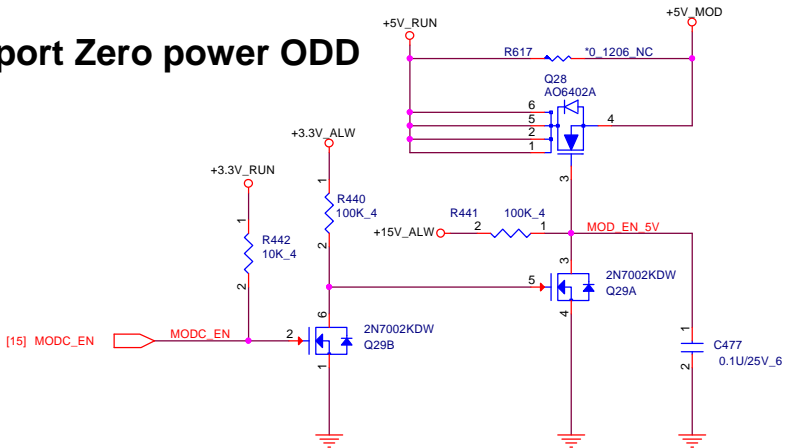 port Zero power ODD
+5V_RUN
+5V_MOD
R617 *0_1206_NC
Q28
AO6402A
6
5
2
1
4
3
+3.3V_ALW
+3.3V_RUN
1
R440
100K_4
2
1
R442
10K_4
2
+15V_ALW
R441 100K_4
2 1
MOD_EN_5V
3
5
2N7002KDW
Q29A
4
6
2N7002KDW
Q29B
2
1
[15] MODC_EN
MODC_EN
1
C477
0.1U/25V_6
2